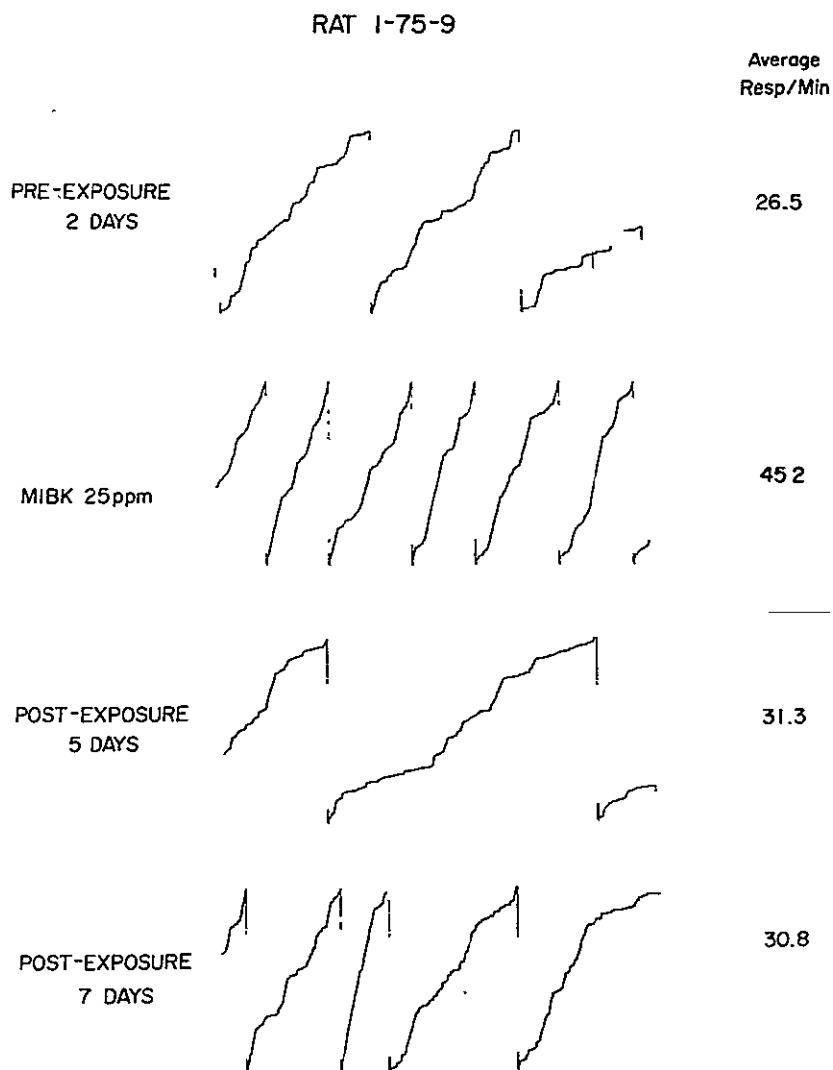 RAT 1-75-9
Average
Resp/Min
PRE-EXPOSURE
2 DAYS
26.5
MIBK 25ppm
45 2
POST-EXPOSURE
5 DAYS
31.3
POST-EXPOSURE
7 DAYS
30.8